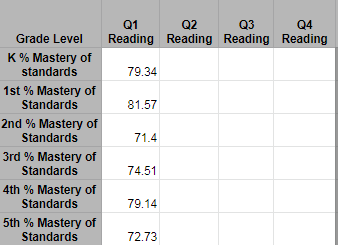 Grade Level Q1 Reading Q2 Reading Q3 Reading Q4 Reading
K % Mastery of
standards 79.34
1st % Mastery of
Standards 81.57
2nd % Mastery of
Standards 71.4
3rd % Mastery of
Standards 74.51
4th % Mastery of
Standards 79.14
5th % Mastery of
Standards 72.73